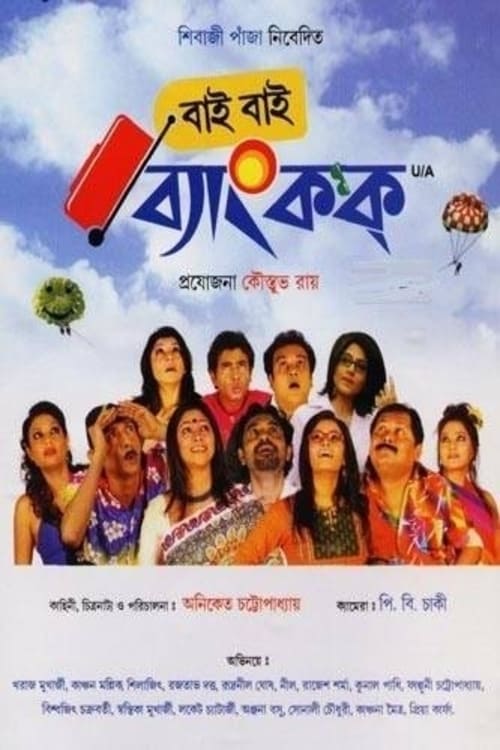 শিবাজী পাঁজা নিবেদিত
বাই বাই
ব্যাংকক্
U/A
প্রযোজনা কৌস্তুভ রায়
কাহিনী, চিত্রনাট্য ও পরিচালনা : অনিকেত চট্টোপাধ্যায়
ক্যামেরা : পি. বি. চাকী
অভিনয়ে :
খরাজ মুখার্জী, কাঞ্চন মল্লিক, শিলাজিৎ, রজতাভ দত্ত, রুদ্রনীল ঘোষ, নীল, রাজেশ শর্মা, কুনাল পাধি, ফাল্গুনী চট্টোপাধ্যায়,
বিশ্বজিৎ চক্রবর্তী, স্বস্তিকা মুখার্জী, লকেট চ্যাটার্জী, অঞ্জনা বসু, সোনালী চৌধুরী, কাঞ্চনা মৈত্র, প্রিয়া কার্ফা.